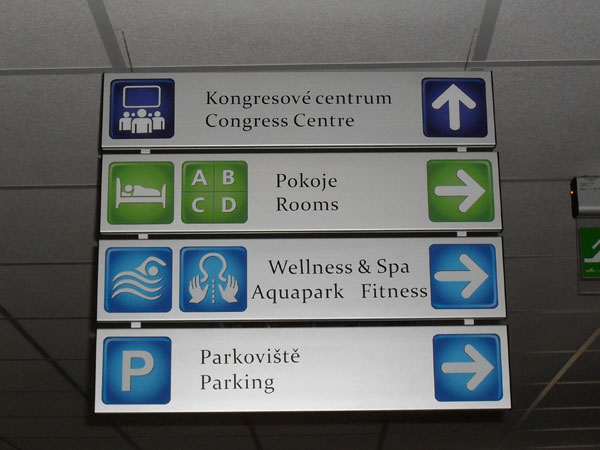 Kongresové centrum
Congress Centre
A B
C D
Pokoje
Rooms
Wellness & Spa
Aquapark Fitness
P
Parkoviště
Parking